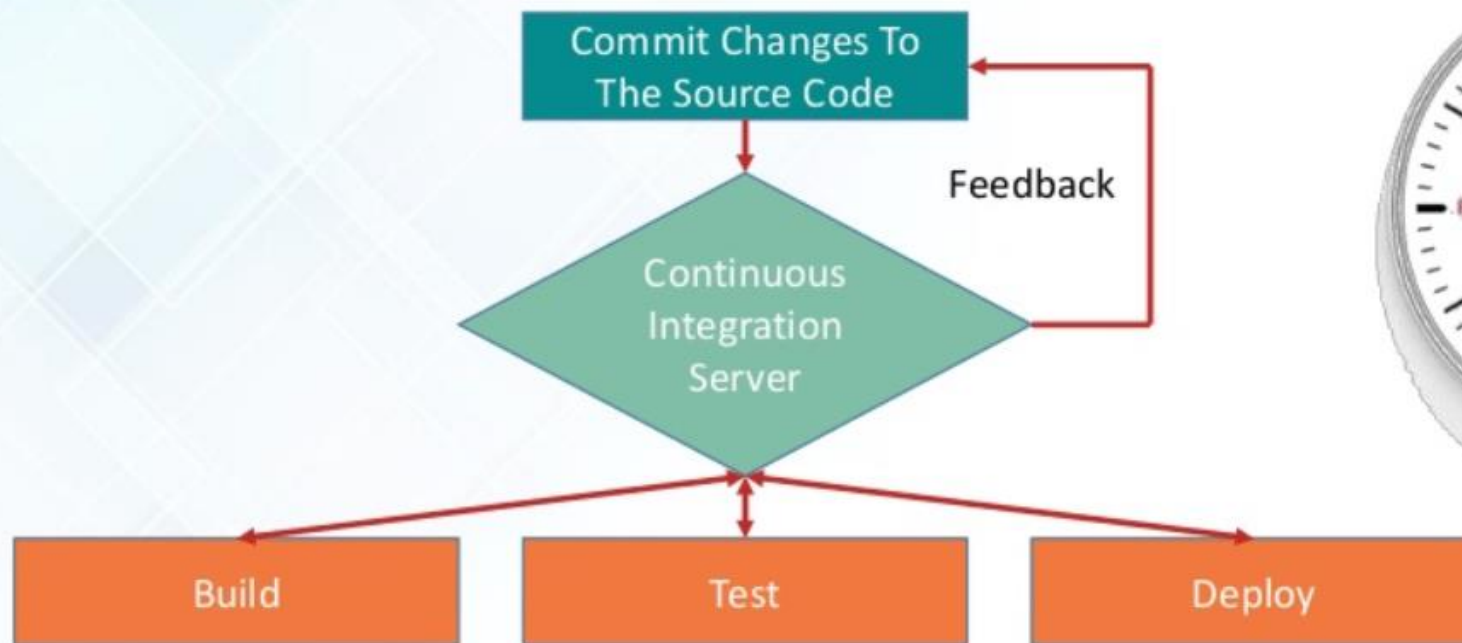 Commit Changes To
The Source Code
Feedback
Continuous
Integration
Server
Build
Test
Deploy